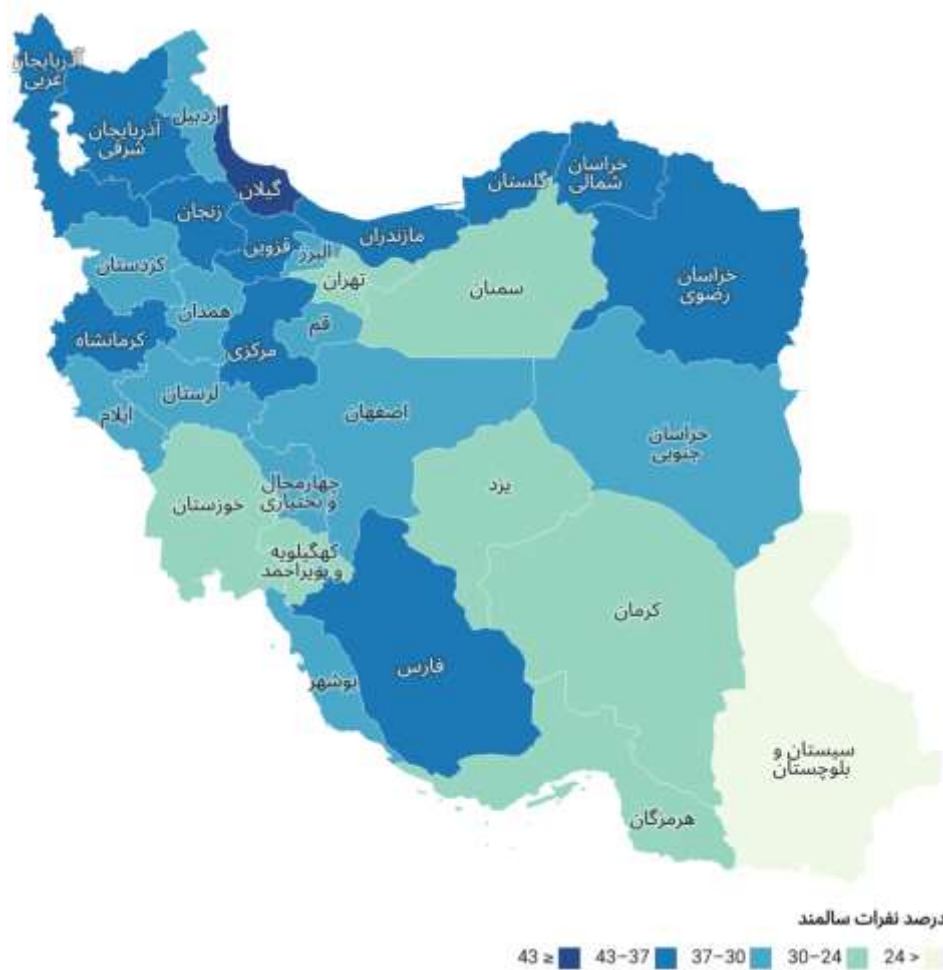 آذربایجان
غربی
آذربایجان
شرقی
اردبیل
گیلان
زنجان
قزوین
البرز
مازندران
گلستان
خراسان
شمالی
خراسان
رضوی
کردستان
همدان
تهران
سمنان
قم
کرمانشاه
مرکزی
لرستان
ایلام
اصفهان
خراسان
جنوبی
خوزستان
چهارمحال
و بختیاری
یزد
کهگیلویه
و بویراحمد
کرمان
فارس
بوشهر
سیستان و
بلوچستان
هرمزگان
درصد نفرات سالمند
24 >
30–24
37–30
43–37
43 ≤